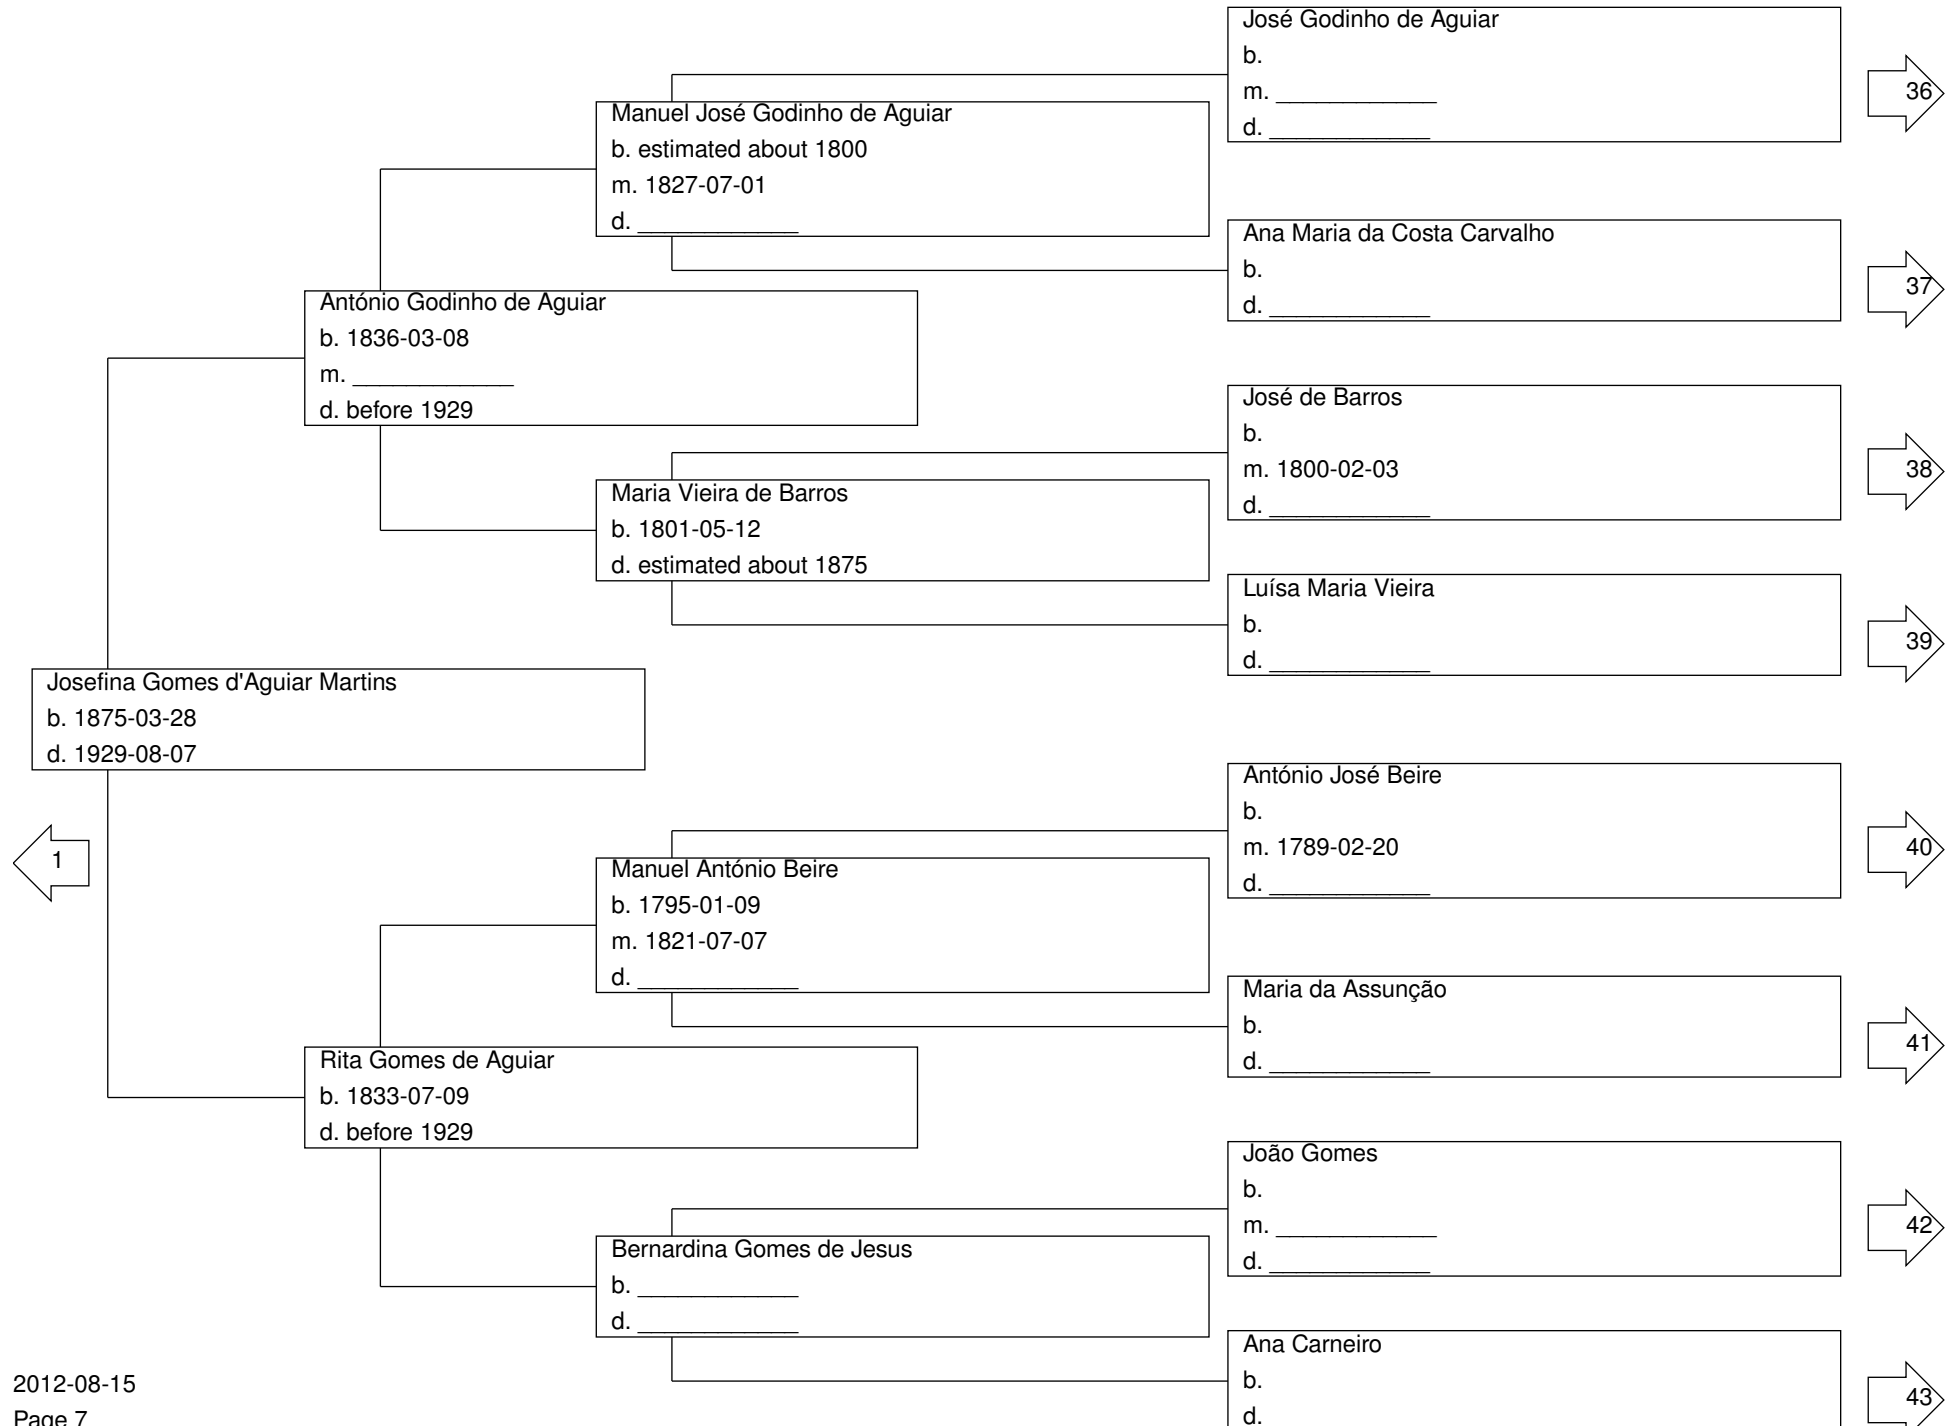 José Godinho de Aguiar
b.
m. ____________
d. ____________
36
Manuel José Godinho de Aguiar
b. estimated about 1800
m. 1827-07-01
d. ____________
Ana Maria da Costa Carvalho
b.
d. ____________
37
António Godinho de Aguiar
b. 1836-03-08
m. ____________
d. before 1929
José de Barros
b.
m. 1800-02-03
d. ____________
38
Maria Vieira de Barros
b. 1801-05-12
d. estimated about 1875
Luísa Maria Vieira
b.
d. ____________
39
Josefina Gomes d'Aguiar Martins
b. 1875-03-28
d. 1929-08-07
1
António José Beire
b.
m. 1789-02-20
d. ____________
40
Manuel António Beire
b. 1795-01-09
m. 1821-07-07
d. ____________
Maria da Assunção
b.
d. ____________
41
Rita Gomes de Aguiar
b. 1833-07-09
d. before 1929
João Gomes
b.
m. ____________
d. ____________
42
Bernardina Gomes de Jesus
b. ____________
d. ____________
Ana Carneiro
b.
d.
43
2012-08-15
Page 7